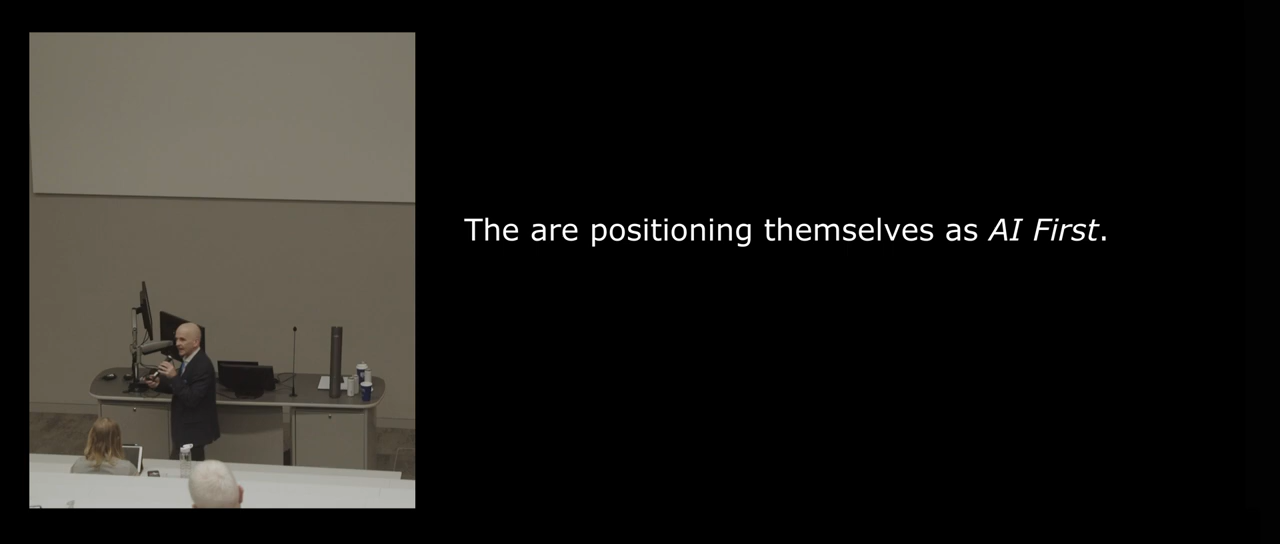 The are positioning themselves as AI First.